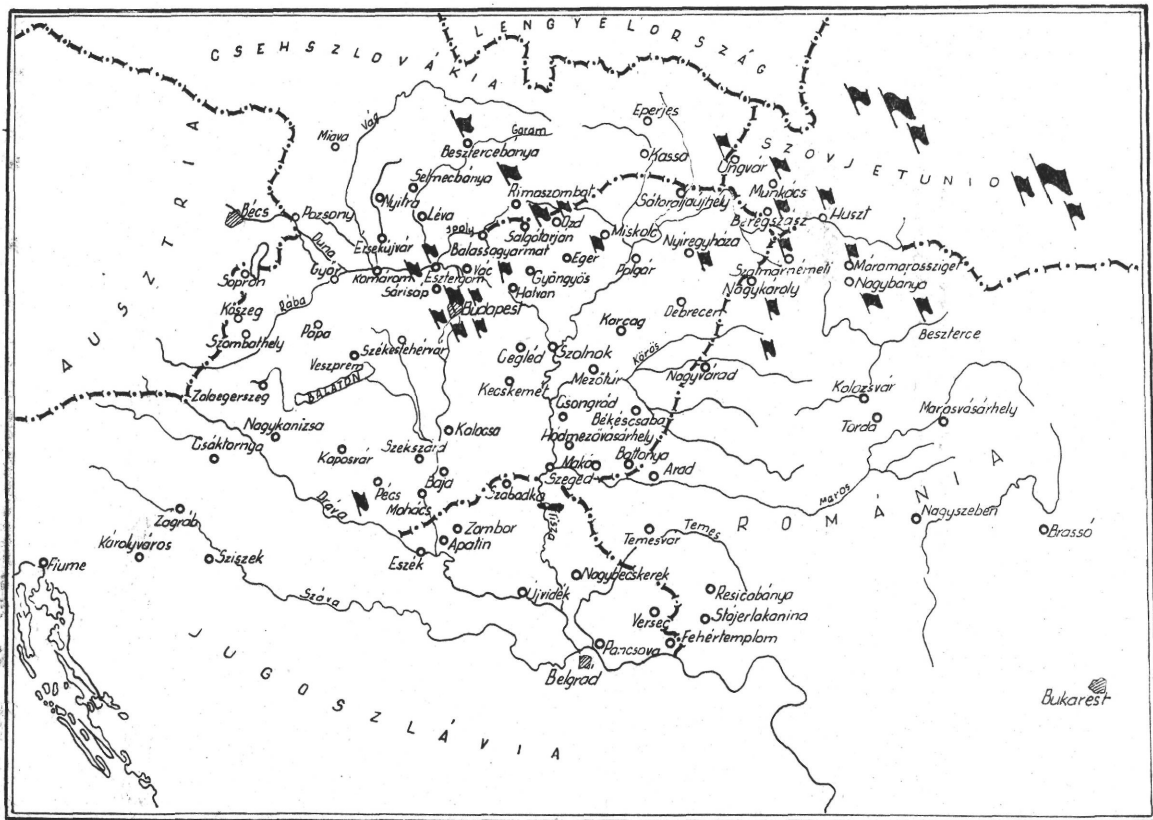 LENGYELORSZÁG
CSEHSZLOVÁKIA
SZOVJETUNIO
AUSZTRIA
Eperjes
Vág
Miava
Garam
Besztercebánya
Kassa
Ungvár
Selmecbánya
Rimaszombat
Munkács
Nyitra
Sátoraljaújhely
Bécs
Pozsony
Léva
Ipoly
Ózd
Beregszász
Huszt
Salgótarján
Miskolc
Duna
Érsekújvár
Balassagyarmat
Nyíregyháza
Győr
Komárom
Esztergom
Vác
Eger
Polgár
Szatmárnémeti
Máramarossziget
Sopron
Sárisáp
Gyöngyös
Hatvan
Nagykároly
Nagybanya
Rába
Budapest
Debrecen
Kőszeg
Pápa
Karcag
Beszterce
Szombathely
Veszprém
Székesfehérvár
Cegléd
Szolnok
Körös
BALATON
Mezőtúr
Nagyvárad
Zalaegerszeg
Kecskemét
Kolozsvár
Csongrád
Marosvásárhely
Nagykanizsa
Kalocsa
Békéscsaba
Torda
Csáktornya
Hódmezővásárhely
Kaposvár
Szekszárd
Makó
Battonya
Szeged
Arad
Baja
Pécs
Szabadka
Maros
Dráva
Mohács
ROMÁNIA
Nagyszeben
Zágráb
Tisza
Zombor
Temes
Brassó
Károlyváros
Apatin
Temesvár
Fiume
Sziszek
Eszék
Nagybecskerek
Resicabánya
Száva
Újvidék
Versec
Stájerlakanina
Fehértemplom
Pancsova
JUGOSZLÁVIA
Belgrad
Bukarest